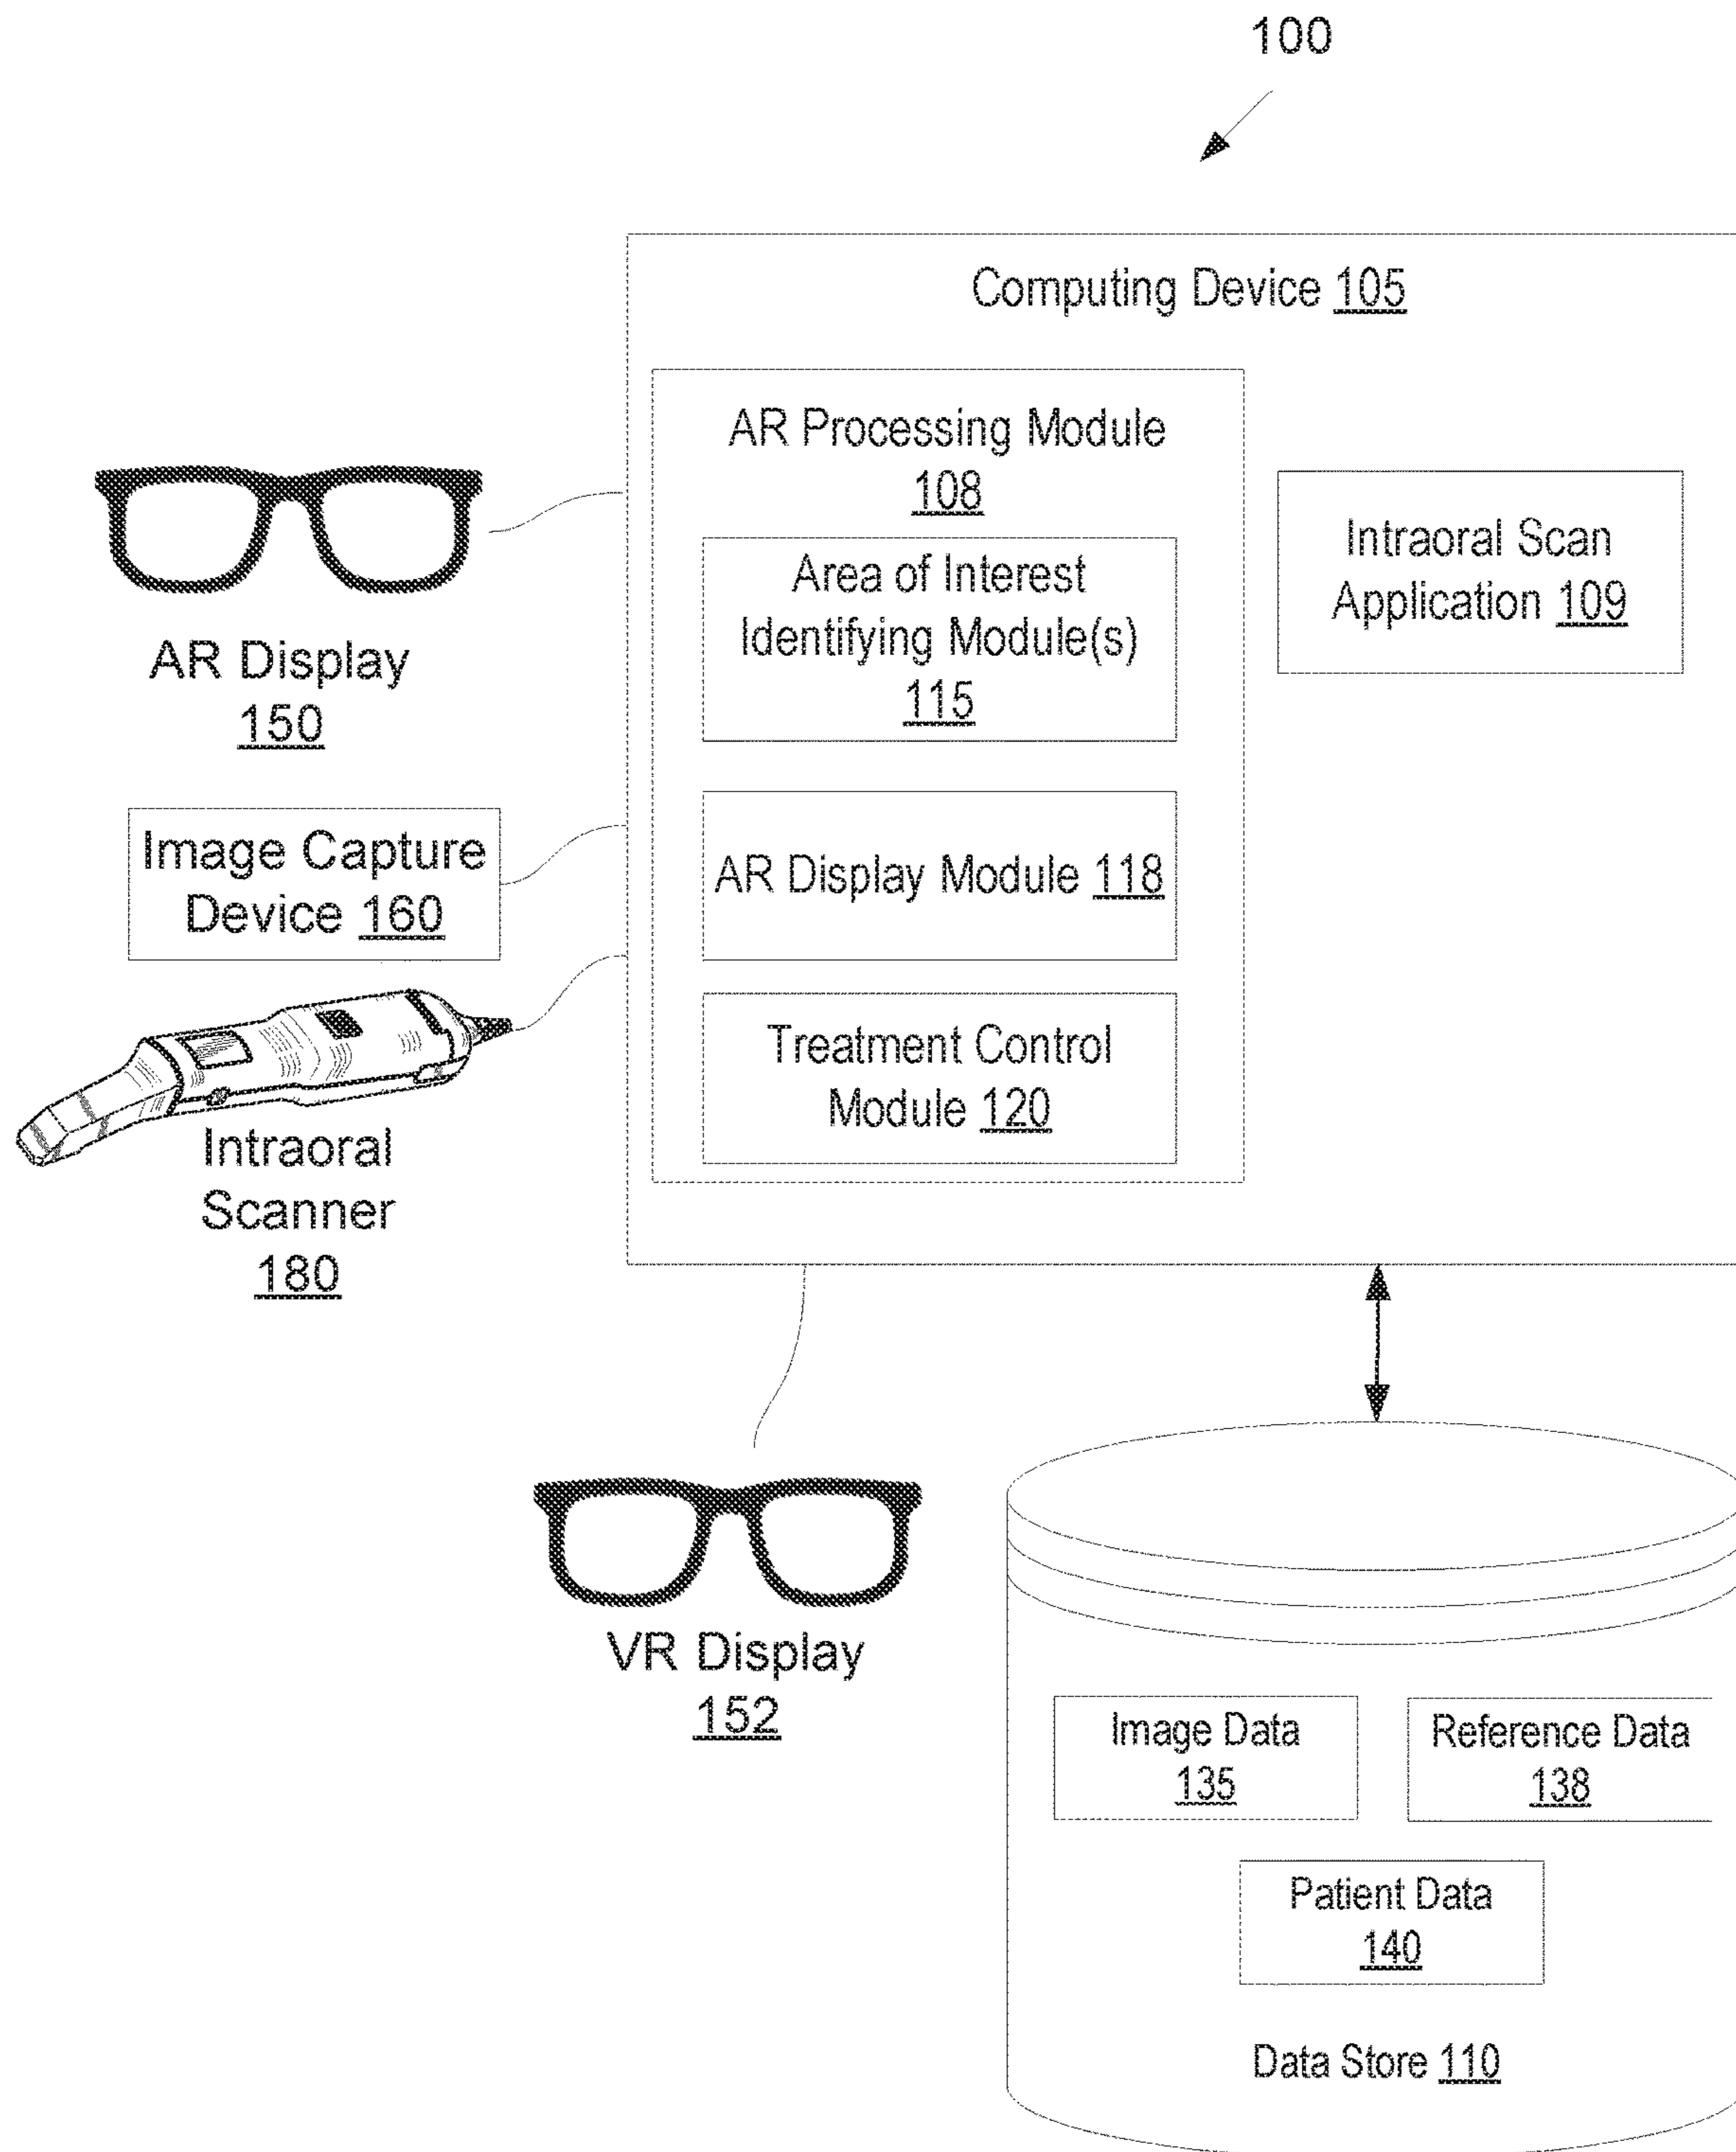 100
Computing Device 105
AR Processing Module
108
Area of Interest
Identifying Module(s)
115
AR Display Module 118
Treatment Control
Module 120
Intraoral Scan
Application 109
AR Display
150
Image Capture
Device 160
Intraoral
Scanner
180
VR Display
152
Image Data
135
Reference Data
138
Patient Data
140
Data Store 110